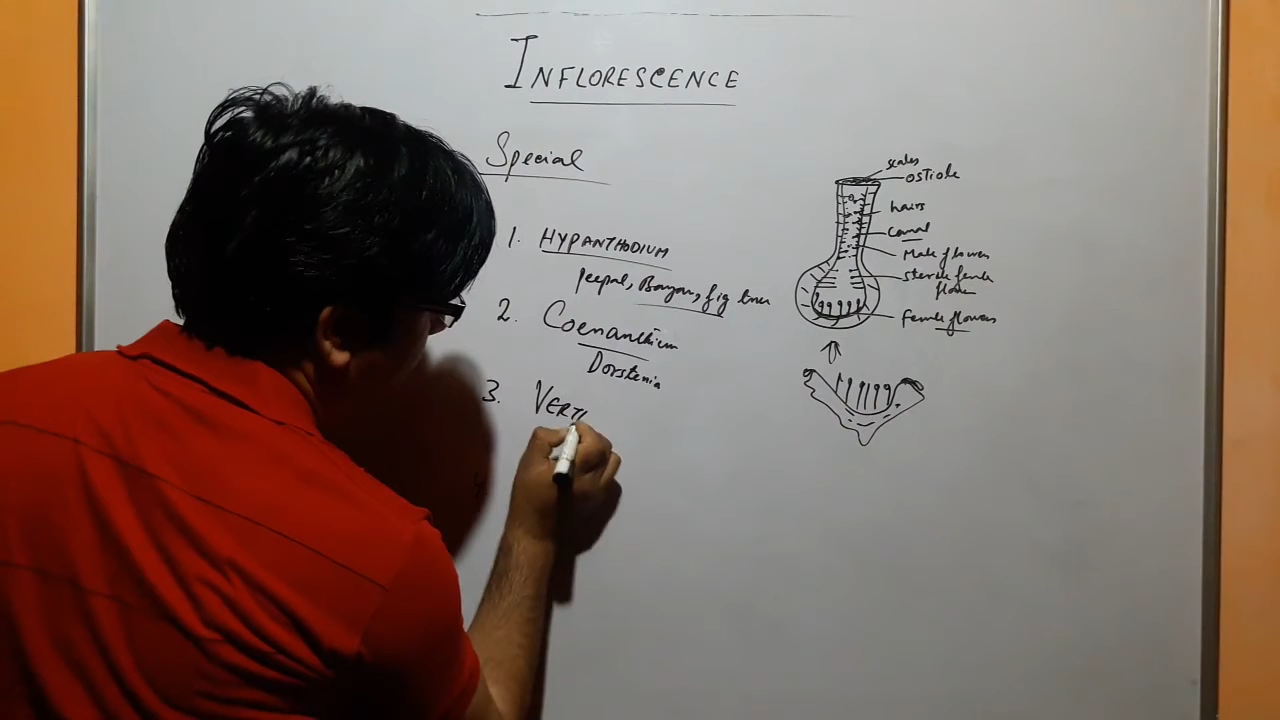 INFLORESCENCE
Special
1. HYPANTHODIUM
Peepal, Banyan, fig tree
2. Coenanthium
Dorstenia
3. VERTI
scales
ostiole
hairs
Canal
Male flowers
sterile female
flower
female flowers